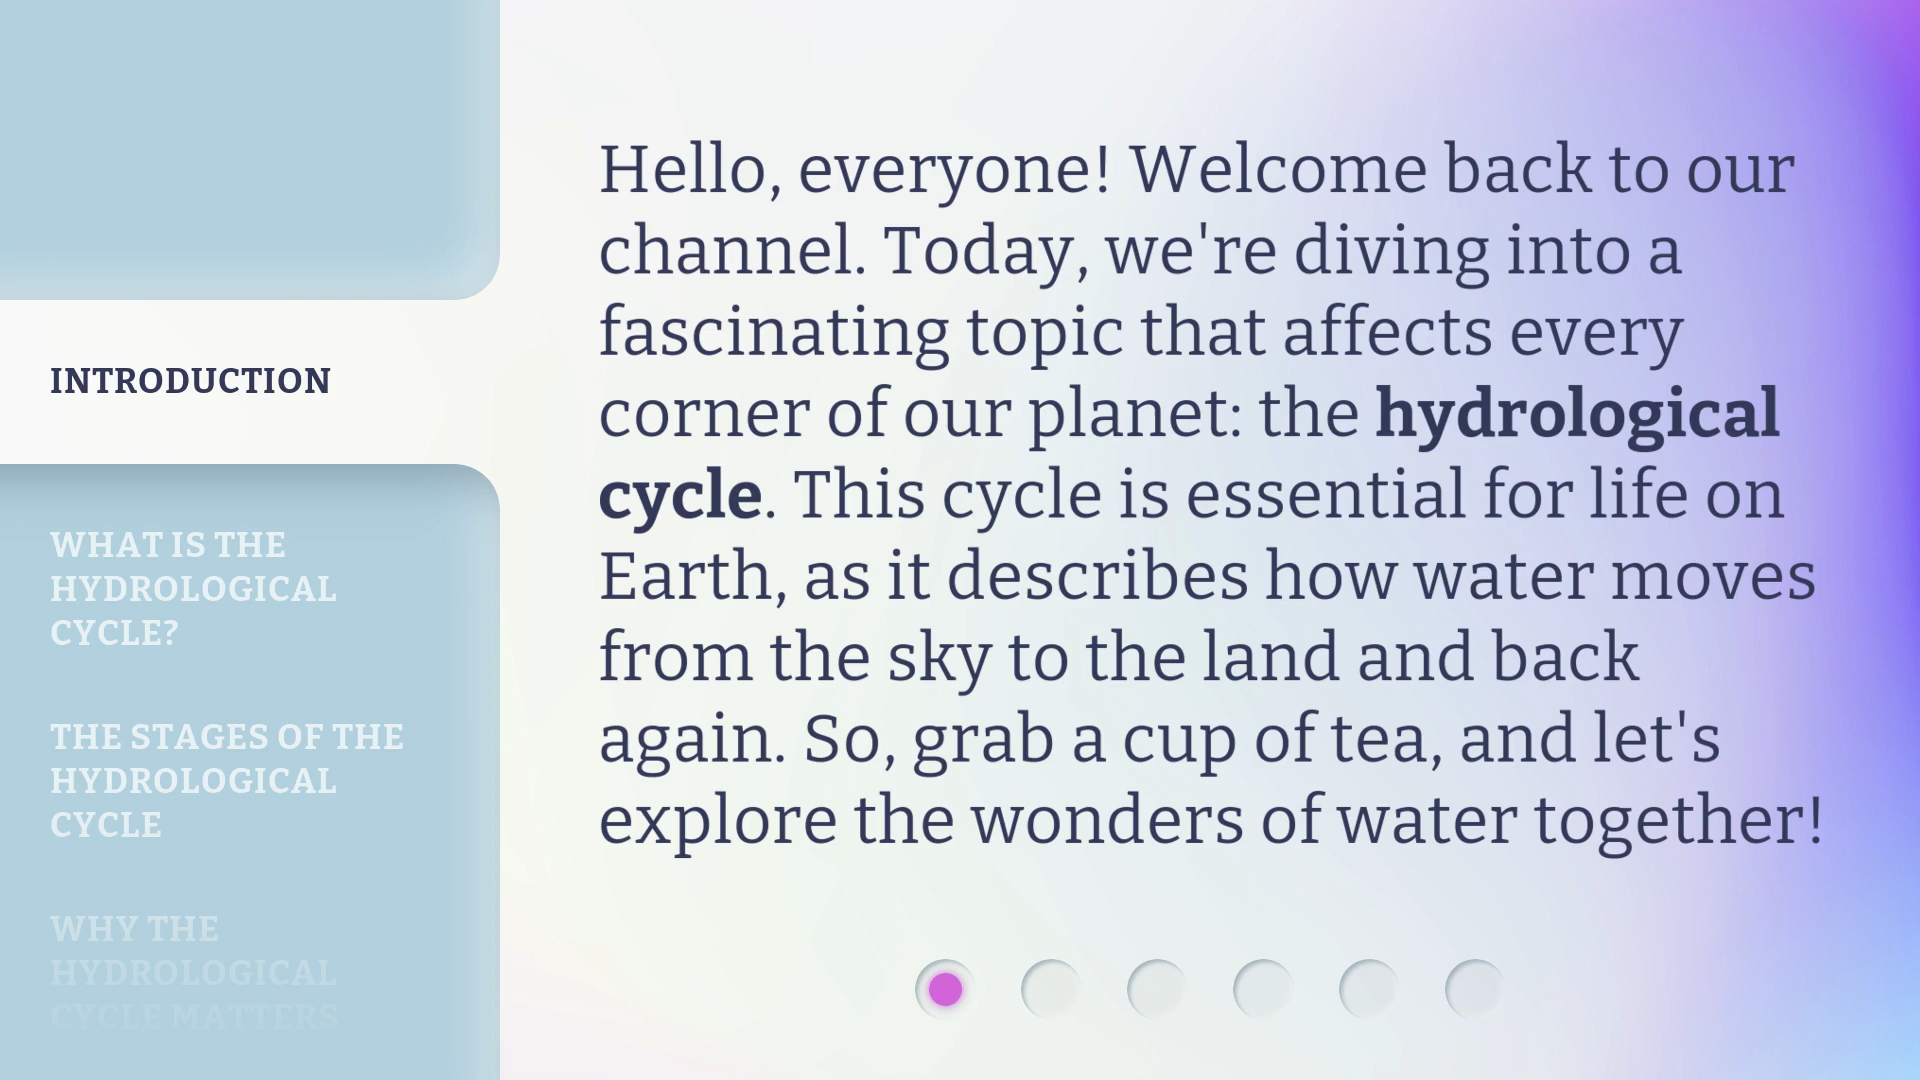 INTRODUCTION
WHAT IS THE
HYDROLOGICAL
CYCLE?
THE STAGES OF THE
HYDROLOGICAL
CYCLE
WHY THE
HYDROLOGICAL
CYCLE MATTERS
Hello, everyone! Welcome back to our
channel. Today, we're diving into a
fascinating topic that affects every
corner of our planet: the hydrological
cycle. This cycle is essential for life on
Earth, as it describes how water moves
from the sky to the land and back
again. So, grab a cup of tea, and let's
explore the wonders of water together!